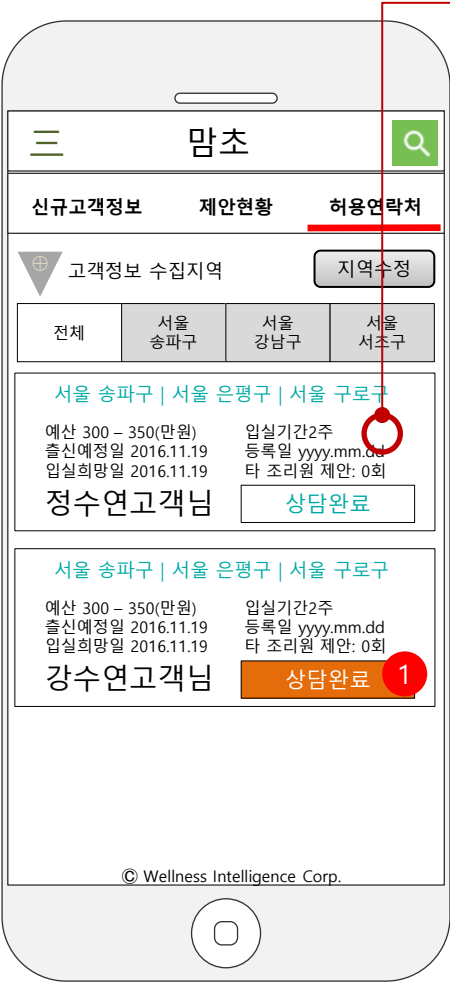 三 맘초
신규고객정보 제안현황 허용연락처
고객정보 수집지역 지역수정
전체 서울 서울 서울
송파구 강남구 서초구
서울 송파구 | 서울 은평구 | 서울 구로구
예산 300 – 350(만원) 입실기간2주
출신예정일 2016.11.19 등록일 yyyy.mm.dd
입실희망일 2016.11.19 타 조리원 제안: 0회
정수연고객님 상담완료
서울 송파구 | 서울 은평구 | 서울 구로구
예산 300 – 350(만원) 입실기간2주
출신예정일 2016.11.19 등록일 yyyy.mm.dd
입실희망일 2016.11.19 타 조리원 제안: 0회
강수연고객님 상담완료 1
Ⓒ Wellness Intelligence Corp.